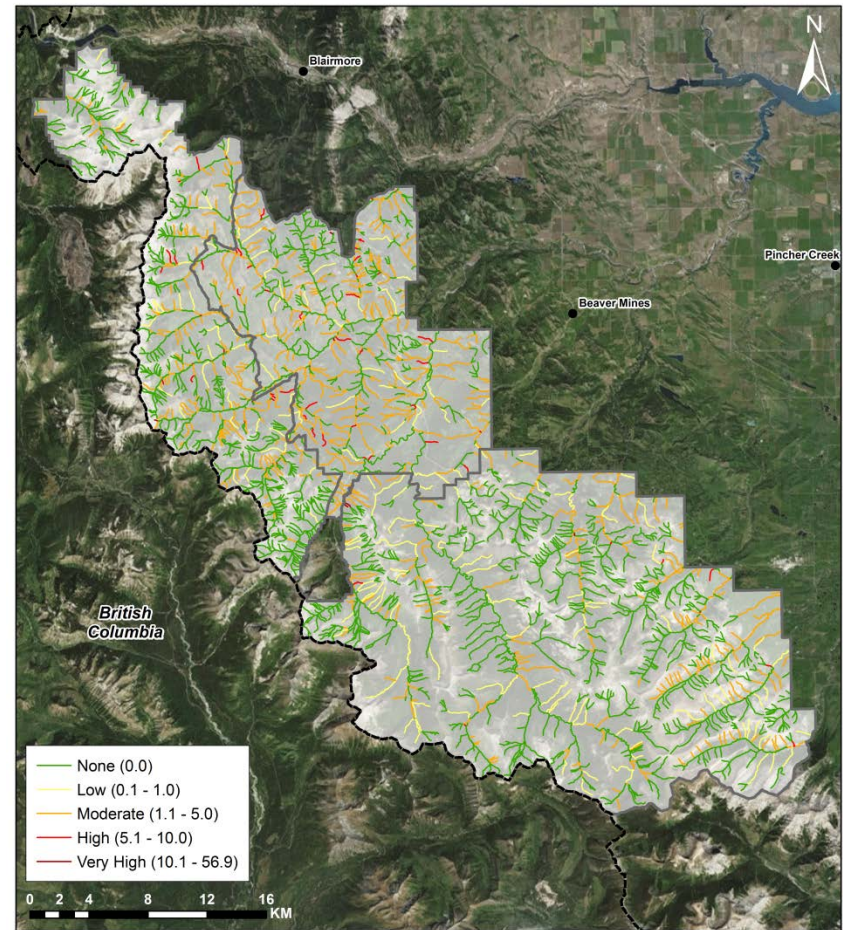 N
Blairmore
Pincher Creek
Beaver Mines
British
Columbia
None (0.0)
Low (0.1 - 1.0)
Moderate (1.1 - 5.0)
High (5.1 - 10.0)
Very High (10.1 - 56.9)
0 2 4 8 12 16
KM